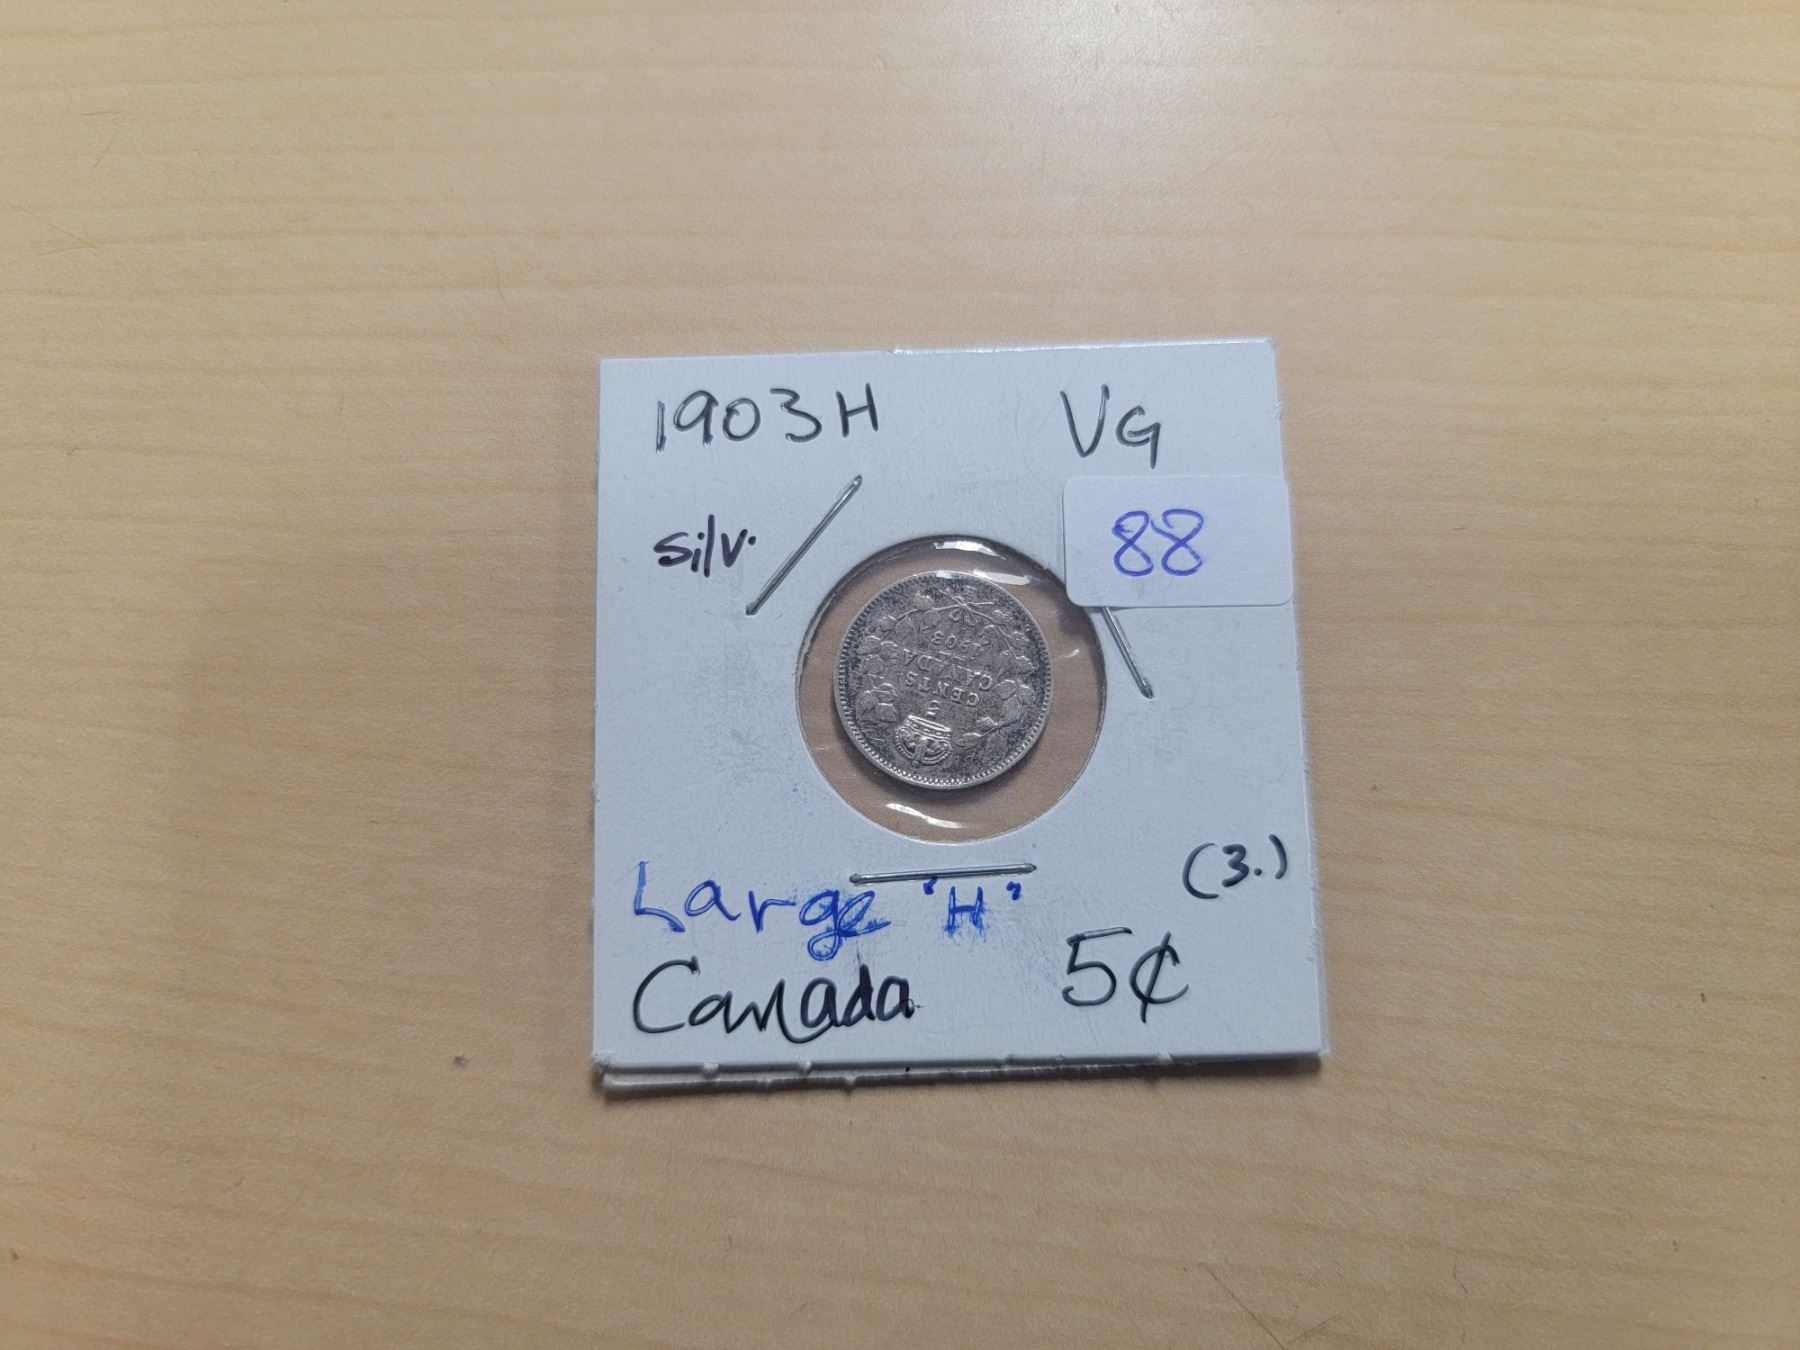 1903H VG
silv. 88
5
CENTS
CANADA
1903
(3.)
Large "H"
Canada 5¢